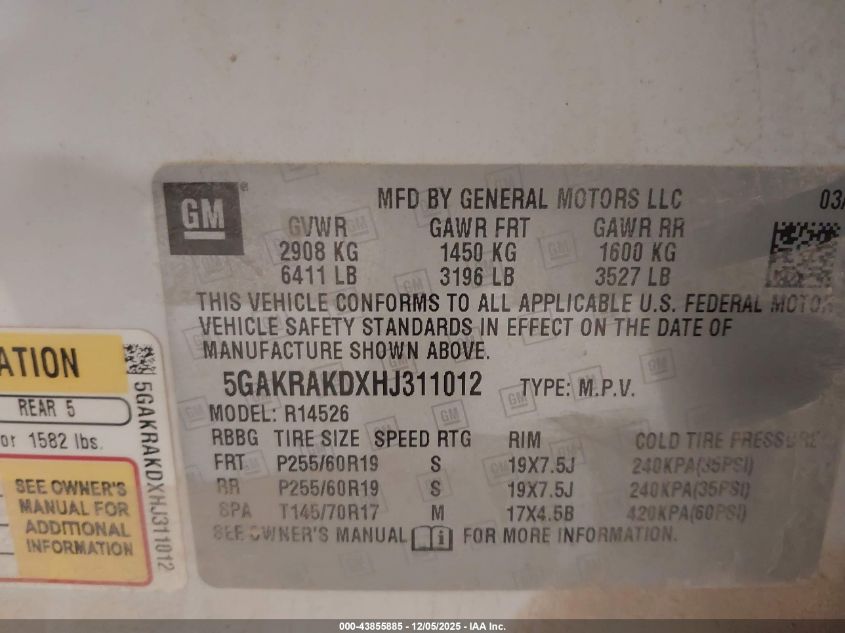 GM
®
MFD BY GENERAL MOTORS LLC 03/
GVWR GAWR FRT GAWR RR
2908 KG 1450 KG 1600 KG
6411 LB 3196 LB 3527 LB
THIS VEHICLE CONFORMS TO ALL APPLICABLE U.S. FEDERAL MOTOR
VEHICLE SAFETY STANDARDS IN EFFECT ON THE DATE OF
MANUFACTURE SHOWN ABOVE.
5GAKRAKDXHJ311012 TYPE: M.P.V.
MODEL: R14526
RBBG TIRE SIZE SPEED RTG RIM COLD TIRE PRESSURE
FRT P255/60R19 S 19X7.5J 240KPA(35PSI)
RR P255/60R19 S 19X7.5J 240KPA(35PSI)
SPA T145/70R17 M 17X4.5B 420KPA(60PSI)
SEE OWNER'S MANUAL FOR MORE INFORMATION.
ATION
REAR 5
or 1582 lbs.
SEE OWNER'S
MANUAL FOR
ADDITIONAL
INFORMATION
5GAKRAKDXHJ311012
000-43855885 - 12/05/2025 - IAA Inc.